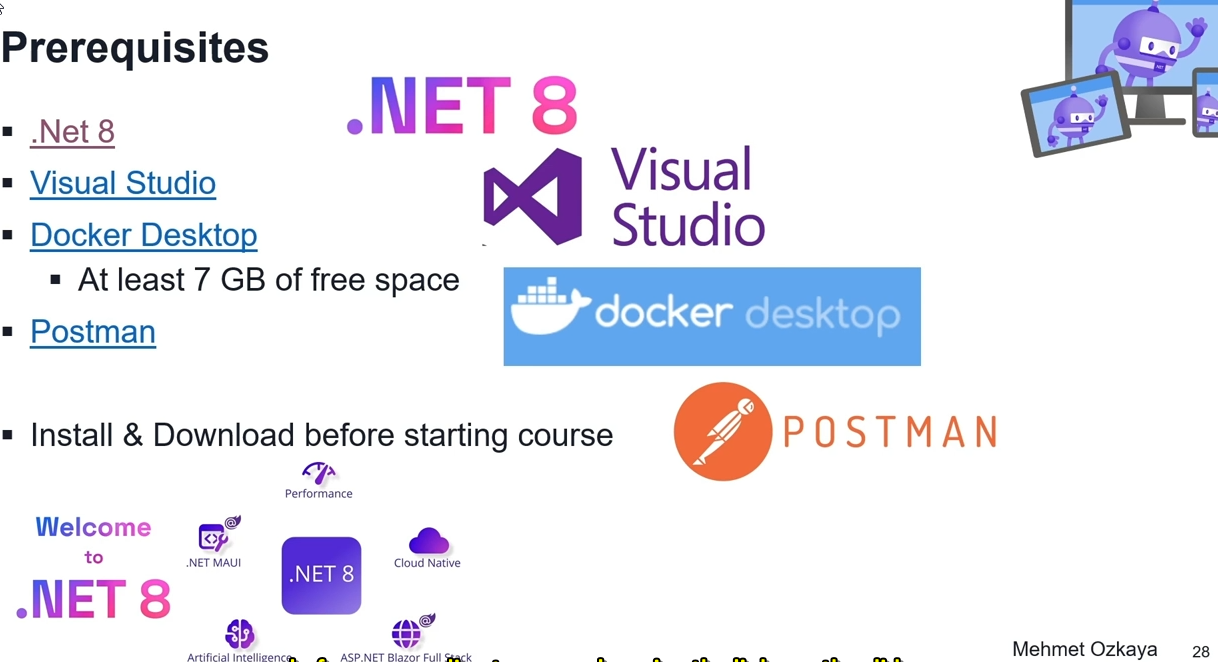 Prerequisites
.NET 8
.Net 8
Visual Studio
Visual
Studio
Docker Desktop
At least 7 GB of free space
docker desktop
Postman
POSTMAN
Install & Download before starting course
Performance
Welcome
to
.NET 8
.NET MAUI
.NET 8
Cloud Native
Artificial Intelligence
ASP.NET Blazor Full Stack
Mehmet Ozkaya
28